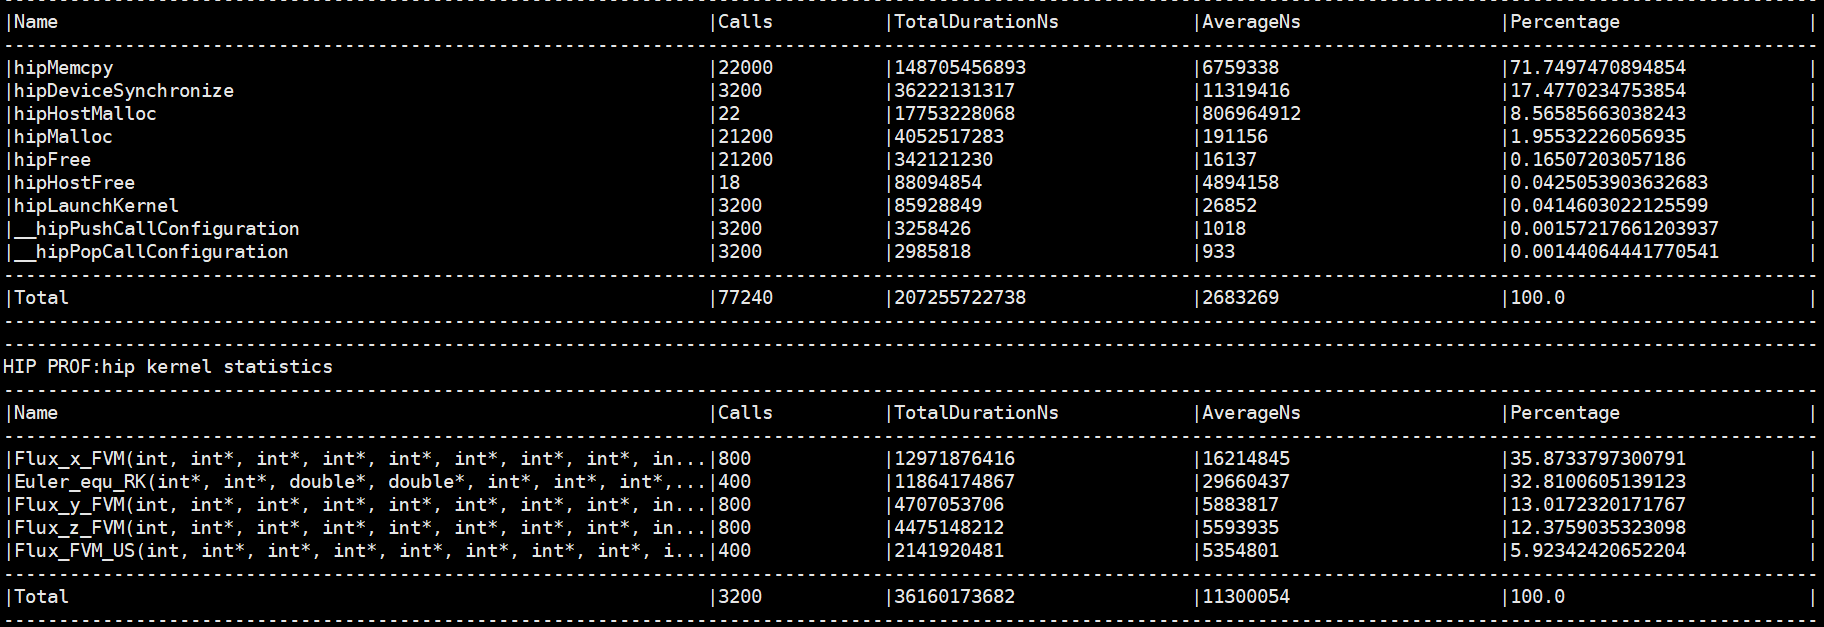 |Name |Calls |TotalDurationNs |AverageNs |Percentage |
|hipMemcpy |22000 |148705456893 |6759338 |71.7497470894854 |
|hipDeviceSynchronize |3200 |36222131317 |11319416 |17.4770234753854 |
|hipHostMalloc |22 |17753228068 |806964912 |8.56585663038243 |
|hipMalloc |21200 |4052517283 |191156 |1.95532226056935 |
|hipFree |21200 |342121230 |16137 |0.16507203057186 |
|hipHostFree |18 |88094854 |4894158 |0.0425053903632683 |
|hipLaunchKernel |3200 |85928849 |26852 |0.0414603022125599 |
|__hipPushCallConfiguration |3200 |3258426 |1018 |0.00157217661203937 |
|__hipPopCallConfiguration |3200 |2985818 |933 |0.00144064441770541 |
|Total |77240 |207255722738 |2683269 |100.0 |
HIP PROF:hip kernel statistics
|Name |Calls |TotalDurationNs |AverageNs |Percentage |
|Flux_x_FVM(int, int*, int*, int*, int*, int*, int*, int*, in...|800 |12971876416 |16214845 |35.8733797300791 |
|Euler_equ_RK(int*, int*, double*, double*, int*, int*, int*,...|400 |11864174867 |29660437 |32.8100605139123 |
|Flux_y_FVM(int, int*, int*, int*, int*, int*, int*, int*, in...|800 |4707053706 |5883817 |13.0172320171767 |
|Flux_z_FVM(int, int*, int*, int*, int*, int*, int*, int*, in...|800 |4475148212 |5593935 |12.3759035323098 |
|Flux_FVM_US(int, int*, int*, int*, int*, int*, int*, int*, i...|400 |2141920481 |5354801 |5.92342420652204 |
|Total |3200 |36160173682 |11300054 |100.0 |